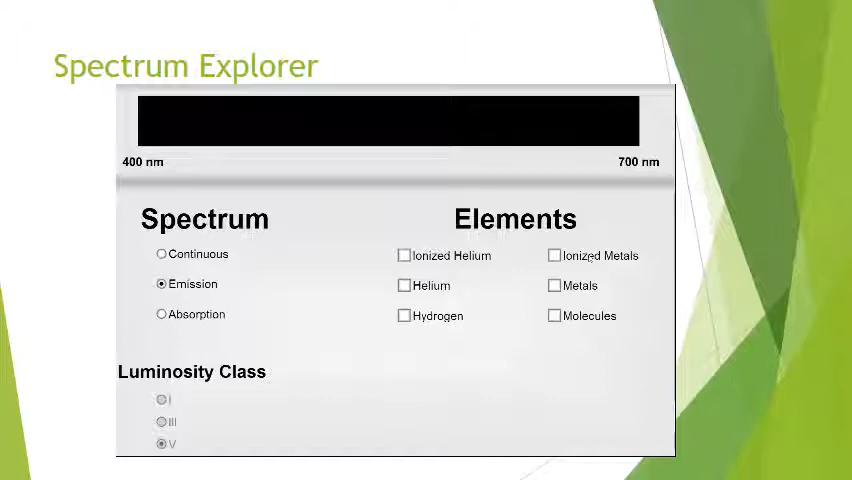 Spectrum Explorer
400 nm 700 nm
Spectrum Elements
Continuous Ionized Helium Ionized Metals
Emission Helium Metals
Absorption Hydrogen Molecules
Luminosity Class
I
III
V